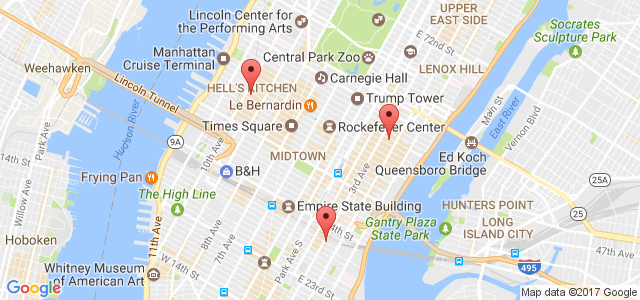 Lincoln Center for
the Performing Arts
UPPER
EAST SIDE
Socrates
Sculpture Park
E 72nd St
Manhattan
Cruise Terminal
Central Park Zoo
Weehawken
Carnegie Hall
LENOX HILL
Lincoln Tunnel
HELL'S KITCHEN
Le Bernardin
Trump Tower
Main St
East River
Vernon Blvd
Hudson River
Times Square
Rockefeller Center
9A
10th Ave
MIDTOWN
Ed Koch
Queensboro Bridge
14th St
Park Ave
Willow Ave
Frying Pan
B&H
3rd Ave
25A
25
The High Line
Empire State Building
HUNTERS POINT
LONG
ISLAND CITY
Gantry Plaza
State Park
Hoboken
11th Ave
8th Ave
7th Ave
Park Ave S
47th Ave
495
Whitney Museum
of American Art
W 14th St
E 23rd St
Google
Map data ©2017 Google